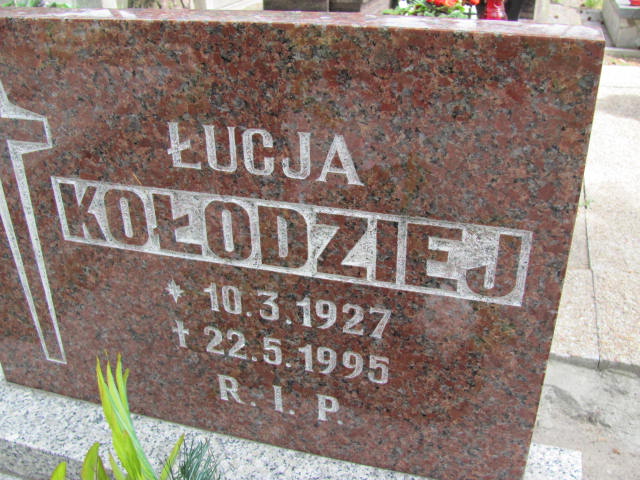 ŁUCJA
KOŁODZIEJ
* 10.3.1927
† 22.5.1995
R. I. P.